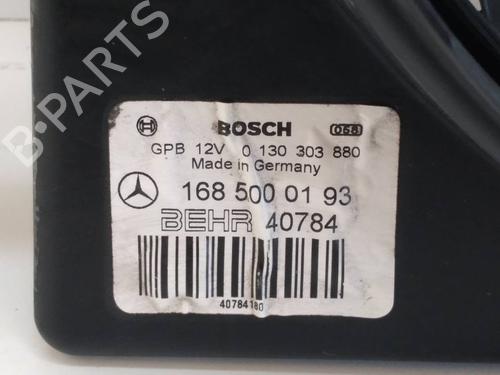 BOSCH 068
GPB 12V 0 130 303 880
Made in Germany
168 500 01 93
BEHR 40784
40784180
B-PARTS